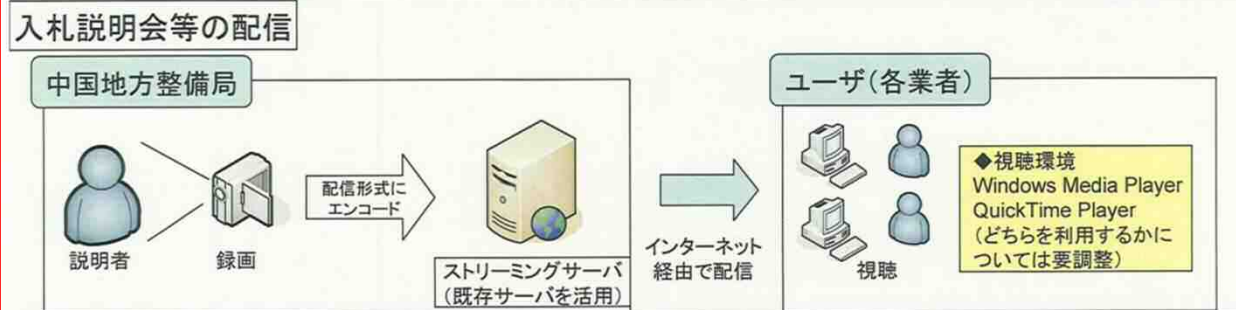 入札説明会等の配信
中国地方整備局
説明者
録画
配信形式に
エンコード
ストリーミングサーバ
(既存サーバを活用)
インターネット
経由で配信
ユーザ(各業者)
視聴
◆視聴環境
Windows Media Player
QuickTime Player
(どちらを利用するかに
ついては要調整)